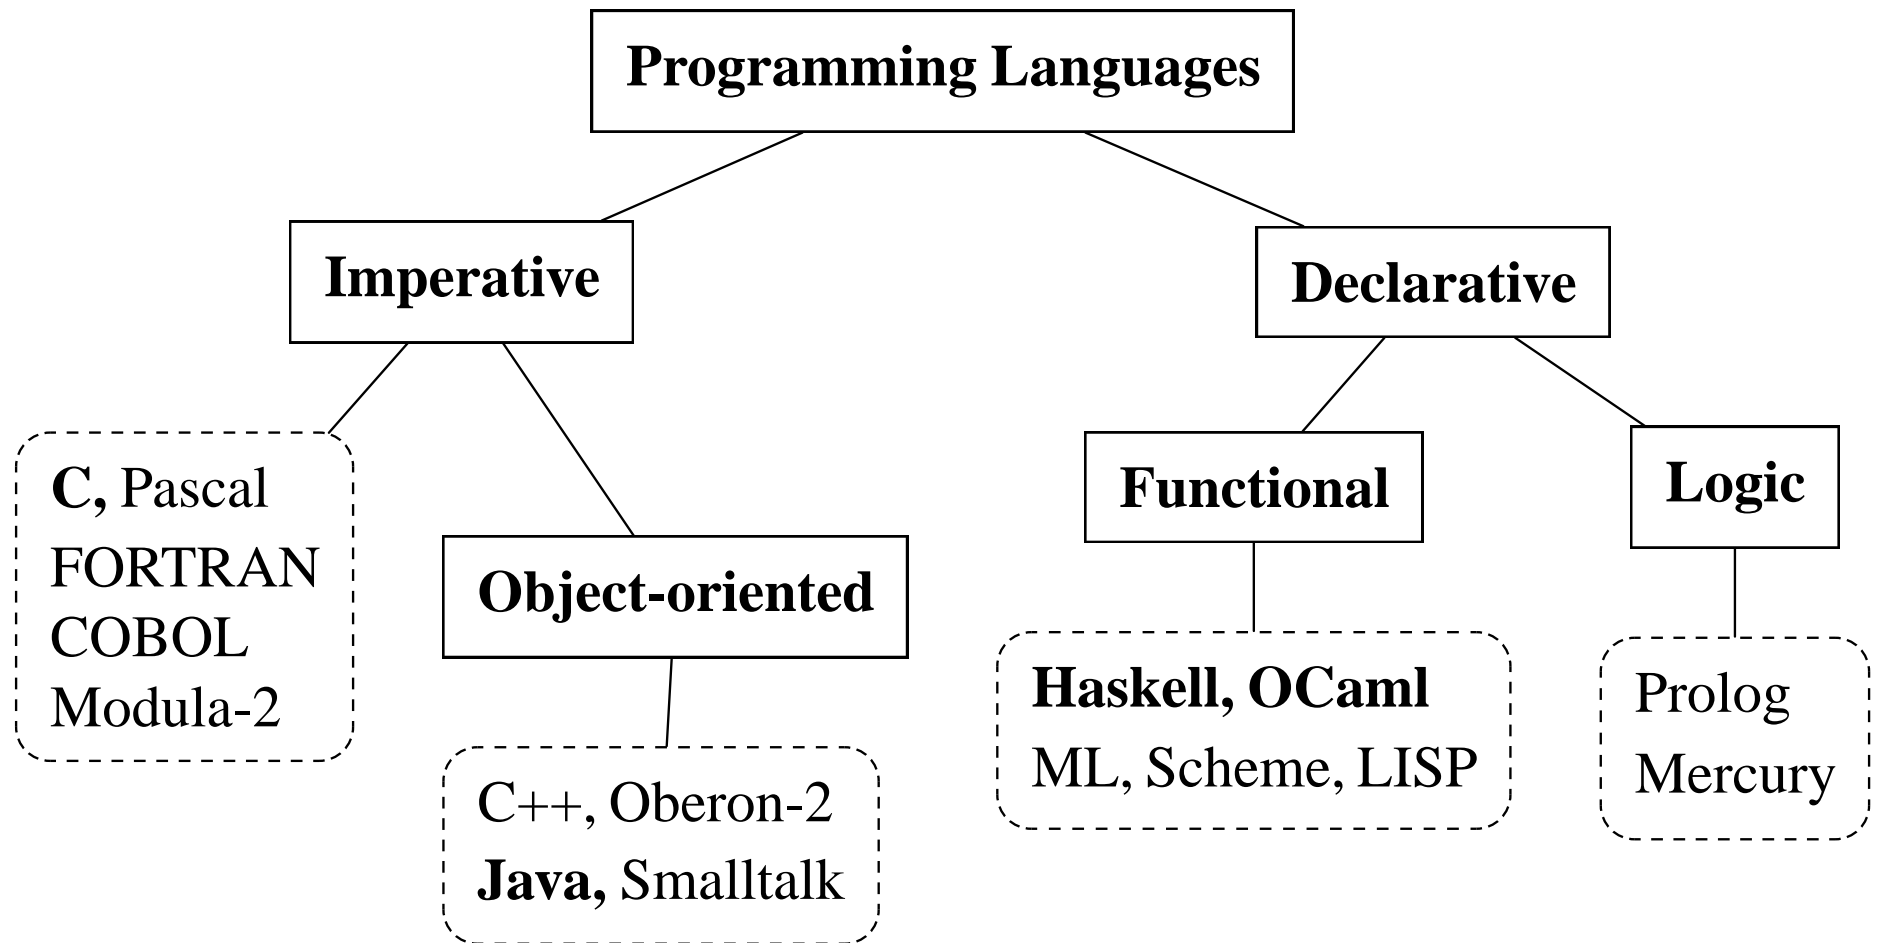 Programming Languages
Imperative
Declarative
C, Pascal
FORTRAN
COBOL
Modula-2
Object-oriented
C++, Oberon-2
Java, Smalltalk
Functional
Haskell, OCaml
ML, Scheme, LISP
Logic
Prolog
Mercury